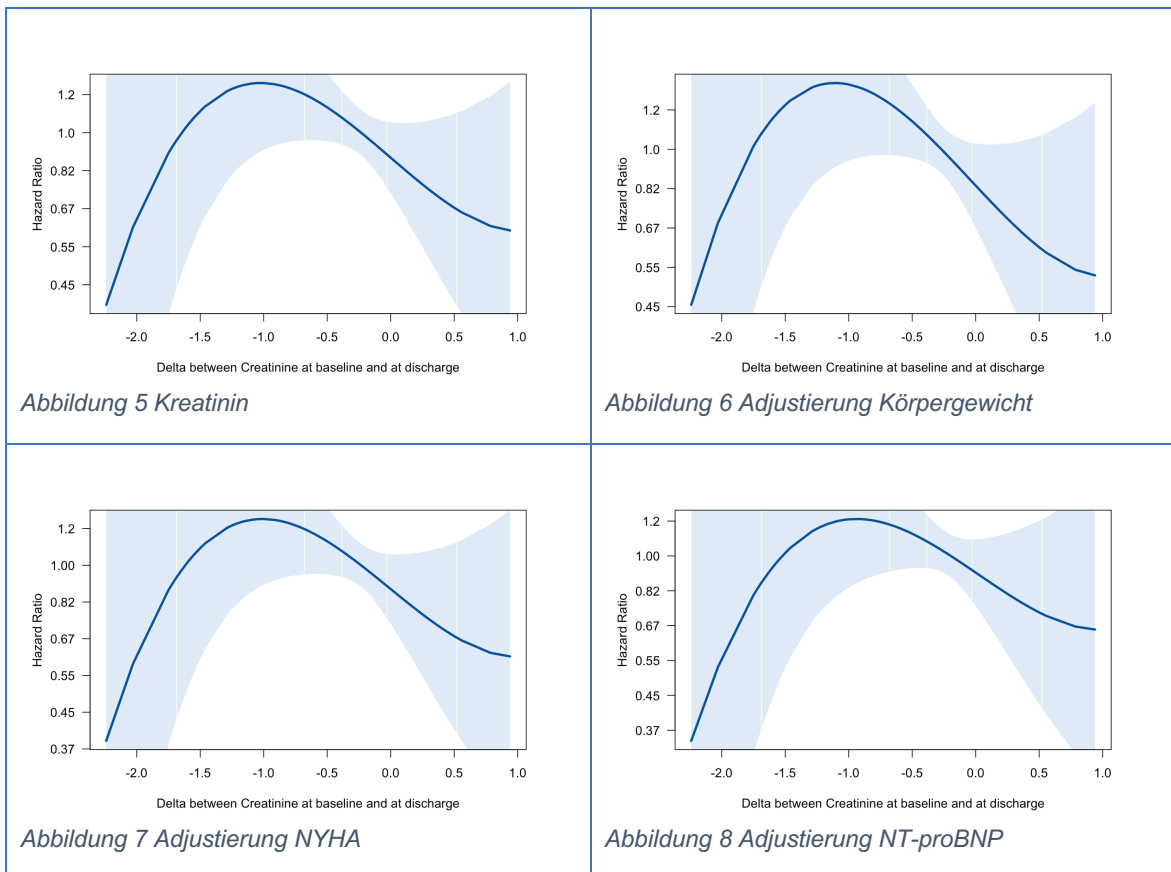 1.2
1.0
0.82
0.67
0.55
0.45
Hazard Ratio
-2.0 -1.5 -1.0 -0.5 0.0 0.5 1.0
Delta between Creatinine at baseline and at discharge
Abbildung 5 Kreatinin
1.2
1.0
0.82
0.67
0.55
0.45
Hazard Ratio
-2.0 -1.5 -1.0 -0.5 0.0 0.5 1.0
Delta between Creatinine at baseline and at discharge
Abbildung 6 Adjustierung Körpergewicht
1.2
1.00
0.82
0.67
0.55
0.45
0.37
Hazard Ratio
-2.0 -1.5 -1.0 -0.5 0.0 0.5 1.0
Delta between Creatinine at baseline and at discharge
Abbildung 7 Adjustierung NYHA
1.2
1.00
0.82
0.67
0.55
0.45
0.37
Hazard Ratio
-2.0 -1.5 -1.0 -0.5 0.0 0.5 1.0
Delta between Creatinine at baseline and at discharge
Abbildung 8 Adjustierung NT-proBNP